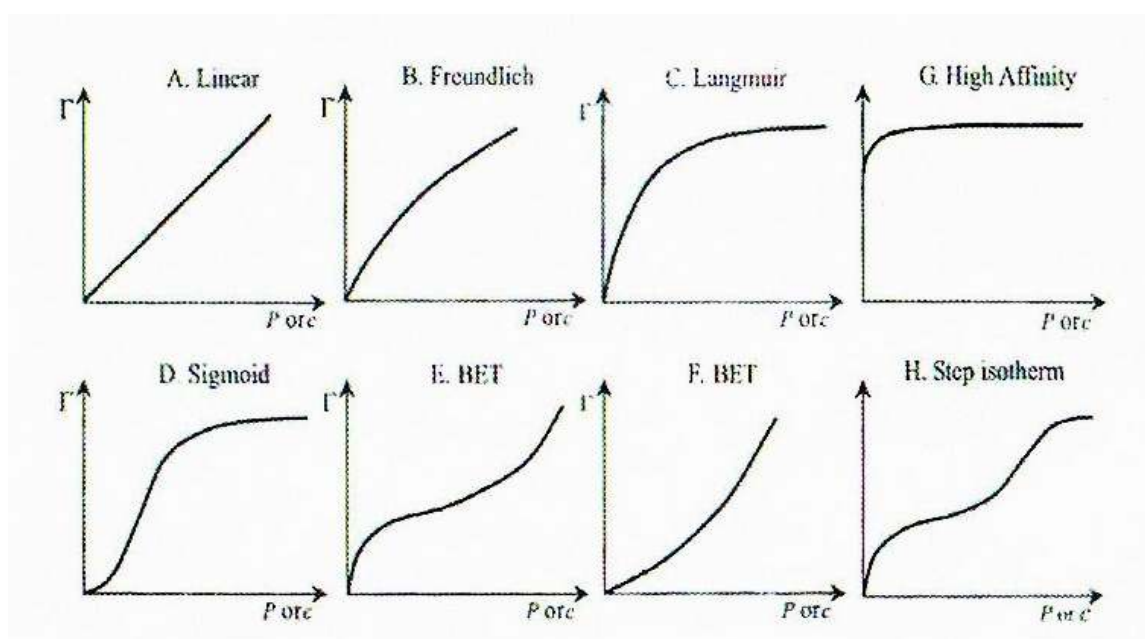 A. Linear
B. Freundlich
C. Langmuir
G. High Affinity
Γ
Γ
Γ
P or c
P or c
P or c
P or c
D. Sigmoid
E. BET
F. BET
H. Step isotherm
Γ
Γ
Γ
P or c
P or c
P or c
P or c